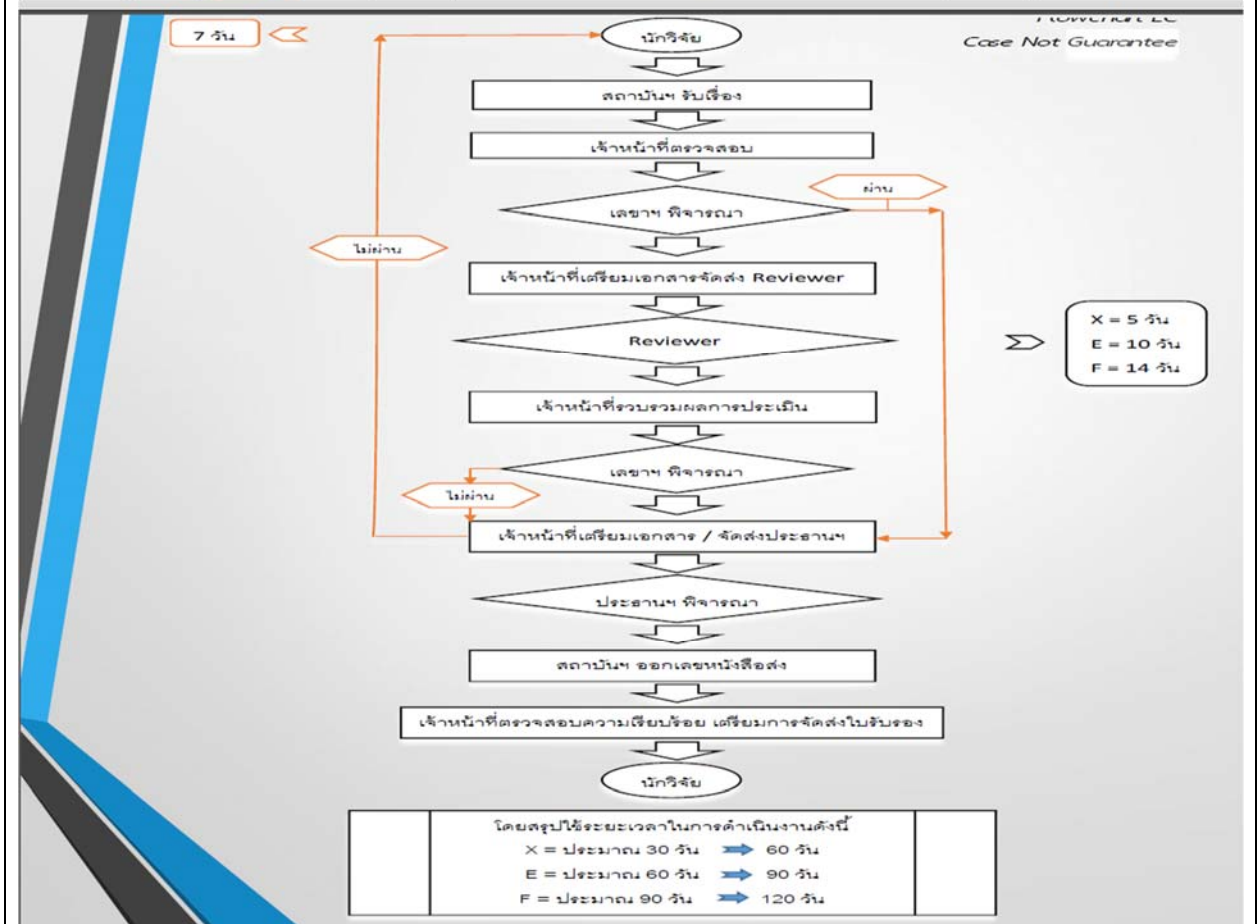 Flowchart EC
7 วัน
นักวิจัย
Case Not Guarantee
สถาบันฯ รับเรื่อง
เจ้าหน้าที่ตรวจสอบ
ผ่าน
เลขาฯ พิจารณา
ไม่ผ่าน
เจ้าหน้าที่เตรียมเอกสารจัดส่ง Reviewer
Reviewer
X = 5 วัน
E = 10 วัน
F = 14 วัน
เจ้าหน้าที่รวบรวมผลการประเมิน
เลขาฯ พิจารณา
ไม่ผ่าน
เจ้าหน้าที่เตรียมเอกสาร / จัดส่งประธานฯ
ประธานฯ พิจารณา
สถาบันฯ ออกเลขหนังสือส่ง
เจ้าหน้าที่ตรวจสอบความเรียบร้อย เตรียมการจัดส่งใบรับรอง
นักวิจัย
โดยสรุปใช้ระยะเวลาในการดำเนินงานดังนี้
X = ประมาณ 30 วัน 60 วัน
E = ประมาณ 60 วัน 90 วัน
F = ประมาณ 90 วัน 120 วัน